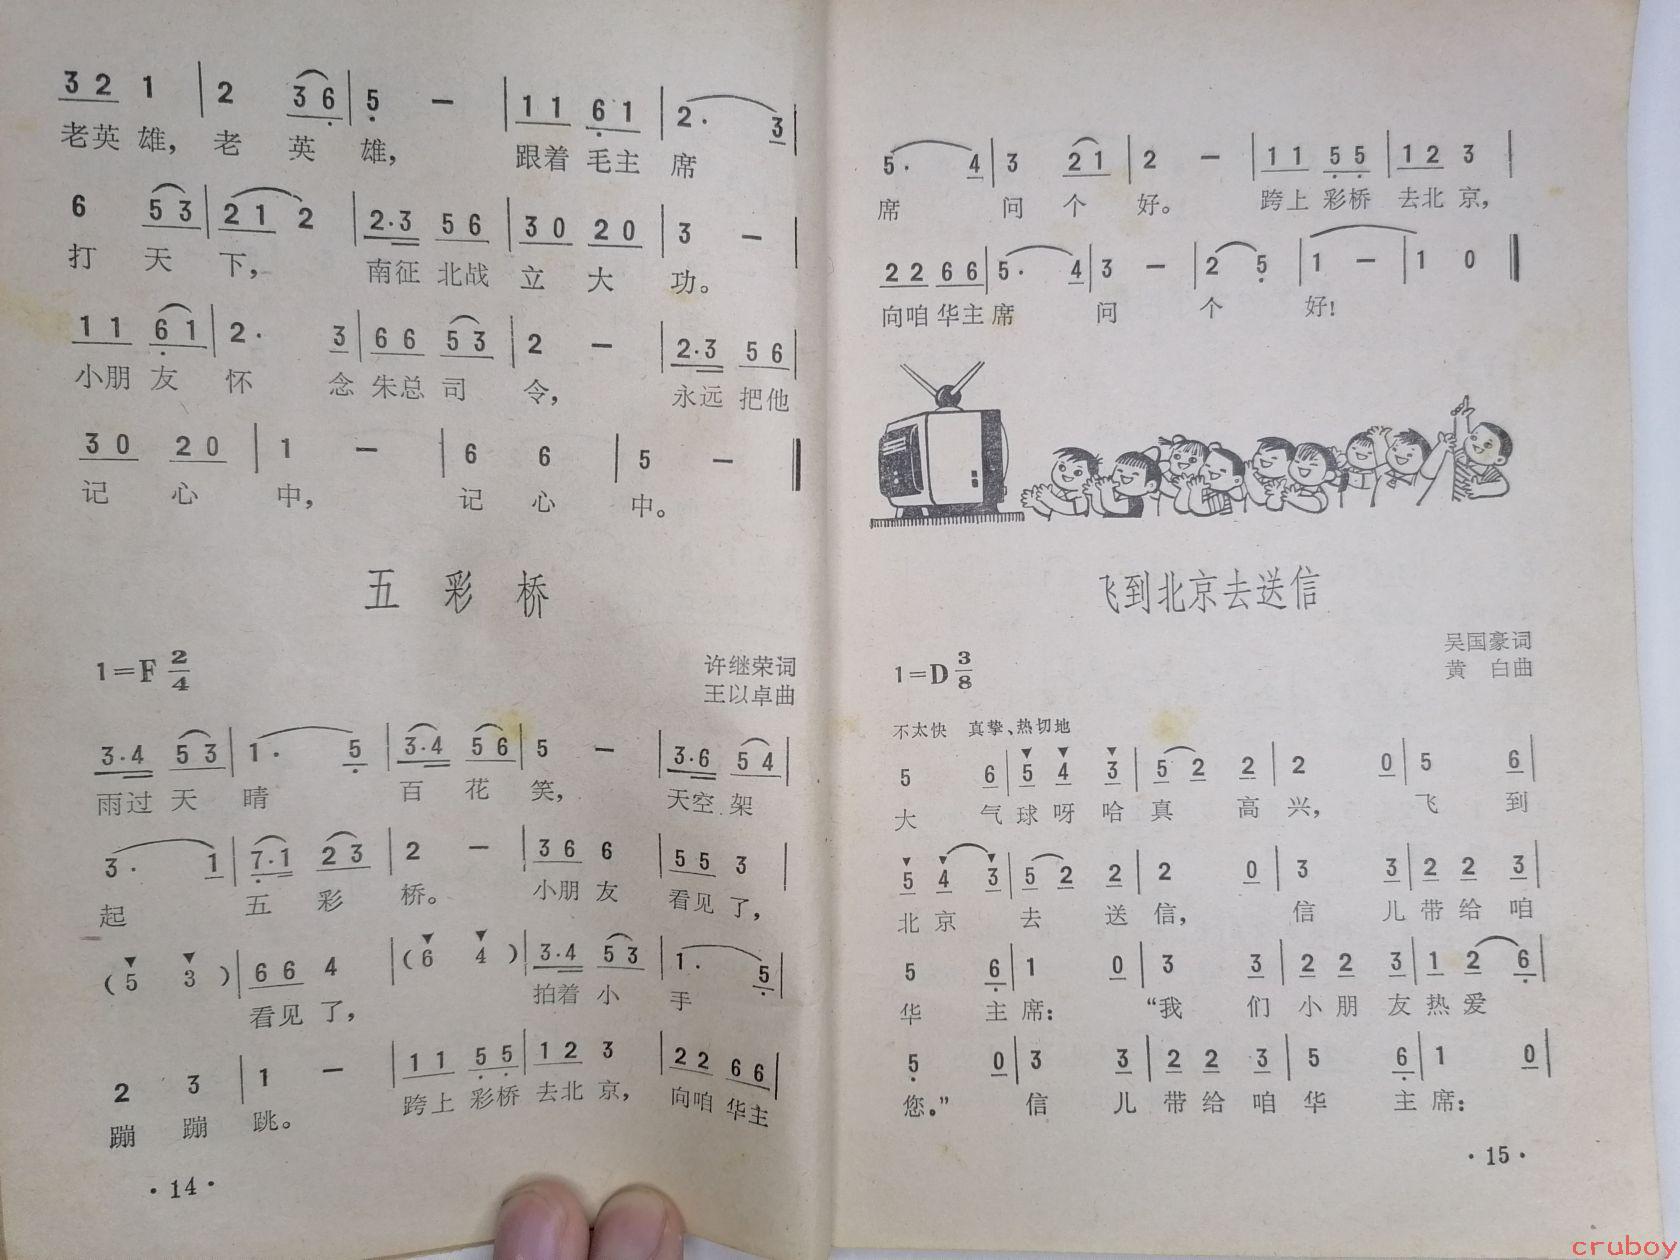 3 2 1 | 2 3 6 | 5 — | 1 1 6 1 | 2· 3 |
老英 雄， 老 英 雄， 跟着 毛主 席
6 5 3 | 2 1 2 | 2·3 5 6 | 3 0 2 0 | 3 — |
打 天 下， 南征 北战 立 大 功。
1 1 6 1 | 2· 3 | 6 6 5 3 | 2 — | 2·3 5 6 |
小朋 友 怀 念 朱总 司 令， 永远 把他
3 0 2 0 | 1 — | 6 6 | 5 — ‖
记 心 中， 记 心 中。
五 彩 桥
1=F 2/4
许继荣词
王以卓曲
3·4 5 3 | 1· 5 | 3·4 5 6 | 5 — | 3·6 5 4 |
雨过 天 晴 百 花 笑， 天空 架
3· 1 | 7·1 2 3 | 2 — | 3 6 6 | 5 5 3 |
起 五 彩 桥。 小朋 友 看见 了，
(5 3) | 6 6 4 | (6 4) | 3·4 5 3 | 1· 5 |
看见 了， 拍着 小 手
2 3 | 1 — | 1 1 5 5 | 1 2 3 | 2 2 6 6 |
蹦 蹦 跳。 跨上 彩桥 去北 京， 向咱 华主
·14·
5· 4 | 3 2 1 | 2 — | 1 1 5 5 | 1 2 3 |
席 问 个 好。 跨上 彩桥 去北 京，
2 2 6 6 | 5· 4 | 3 — | 2 5 | 1 — | 1 0 ‖
向咱 华主 席 问 个 好！
飞到北京去送信
1=D 3/8
吴国豪词
黄 白曲
不太快 真挚、热切地
5 6 | 5 4 3 | 5 2 2 | 2 0 | 5 6 |
大 气 球 呀 哈 真 高 兴， 飞 到
5 4 3 | 5 2 2 | 2 0 | 3 3 | 2 2 3 |
北 京 去 送 信， 信 儿 带 给 咱
5 6 | 1 0 | 3 3 | 2 2 3 | 1 2 6 |
华 主 席： “我 们 小 朋 友 热 爱
5 0 | 3 3 | 2 2 3 | 5 6 | 1 0 |
您。” 信 儿 带 给 咱 华 主 席：
·15·
cruboy